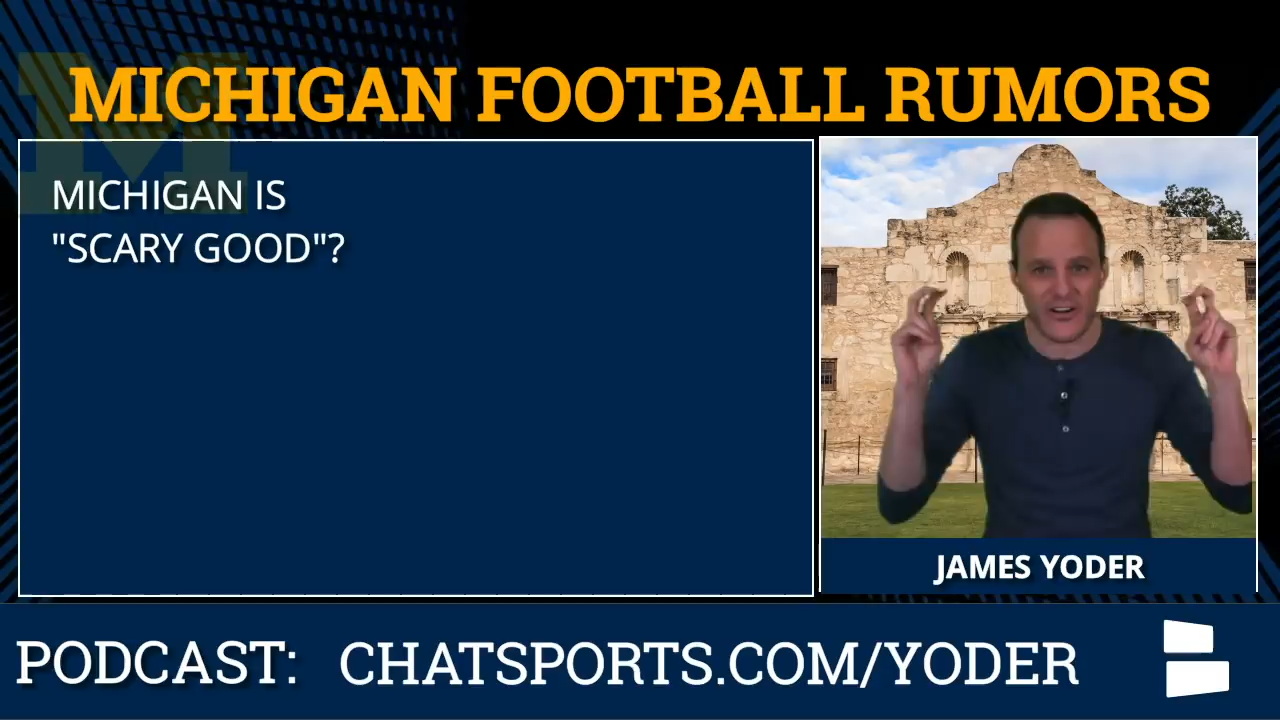 MICHIGAN FOOTBALL RUMORS
MICHIGAN IS
"SCARY GOOD"?
JAMES YODER
PODCAST: CHATSPORTS.COM/YODER